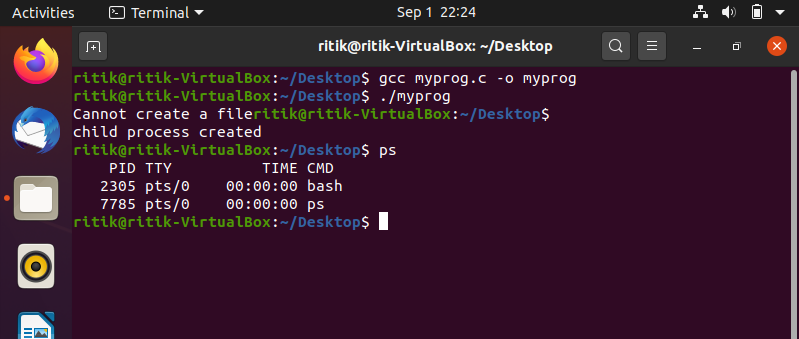 Activities Terminal Sep 1 22:24
ritik@ritik-VirtualBox: ~/Desktop
ritik@ritik-VirtualBox:~/Desktop$ gcc myprog.c -o myprog
ritik@ritik-VirtualBox:~/Desktop$ ./myprog
Cannot create a fileritik@ritik-VirtualBox:~/Desktop$
child process created
ritik@ritik-VirtualBox:~/Desktop$ ps
PID TTY TIME CMD
2305 pts/0 00:00:00 bash
7785 pts/0 00:00:00 ps
ritik@ritik-VirtualBox:~/Desktop$